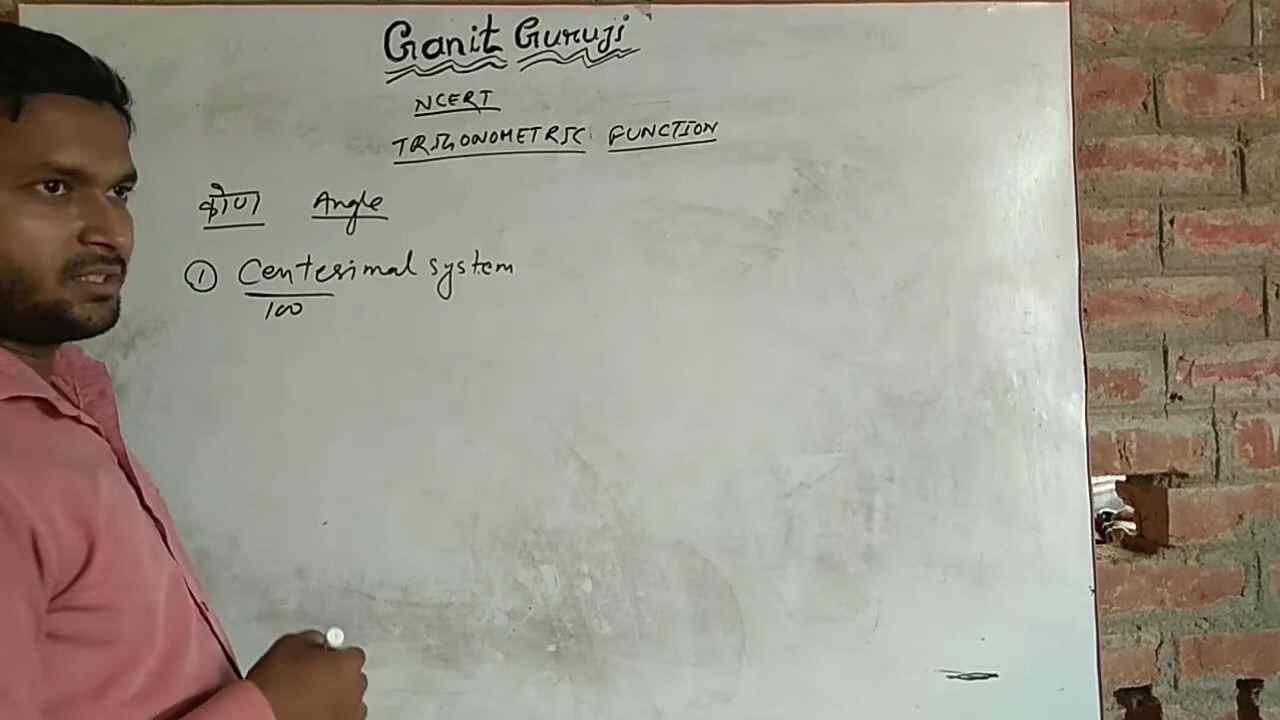 Ganit Guruji
NCERT
TRIGONOMETRIC FUNCTION
कोण Angle
① Centesimal system
100